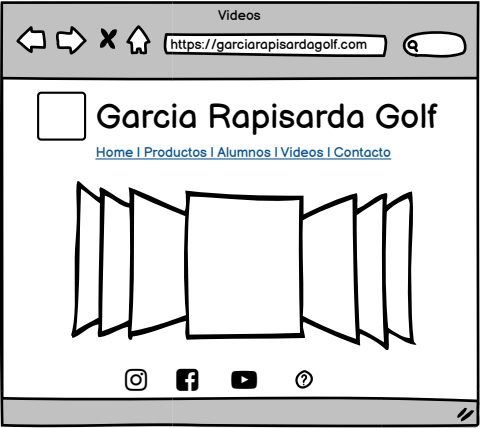 Videos
https://garciarapisardagolf.com
Garcia Rapisarda Golf
Home | Productos | Alumnos | Videos | Contacto
?